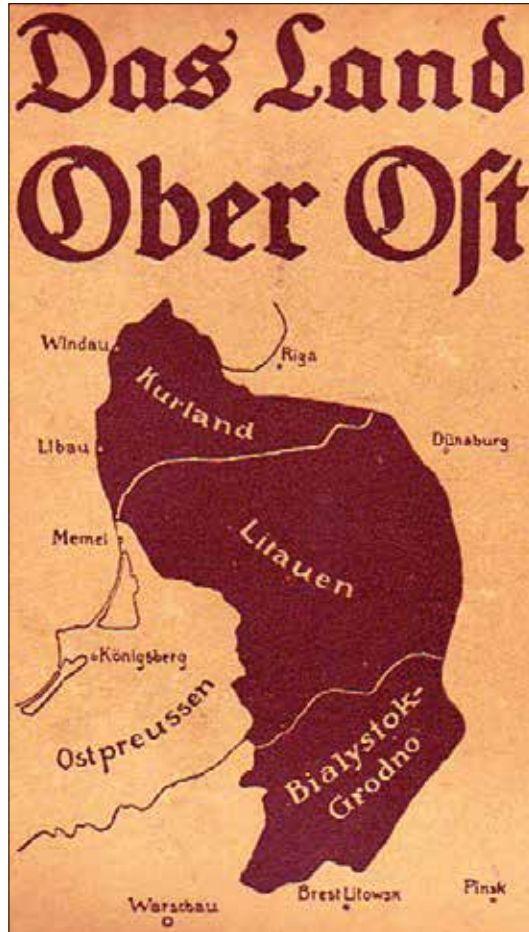 Das Land
Ober Ost
Windau
Riga
Kurland
Libau
Dünaburg
Memel
Litauen
Königsberg
Ostpreussen
Bialystok-
Grodno
Brest Litowsk
Pinsk
Warschau